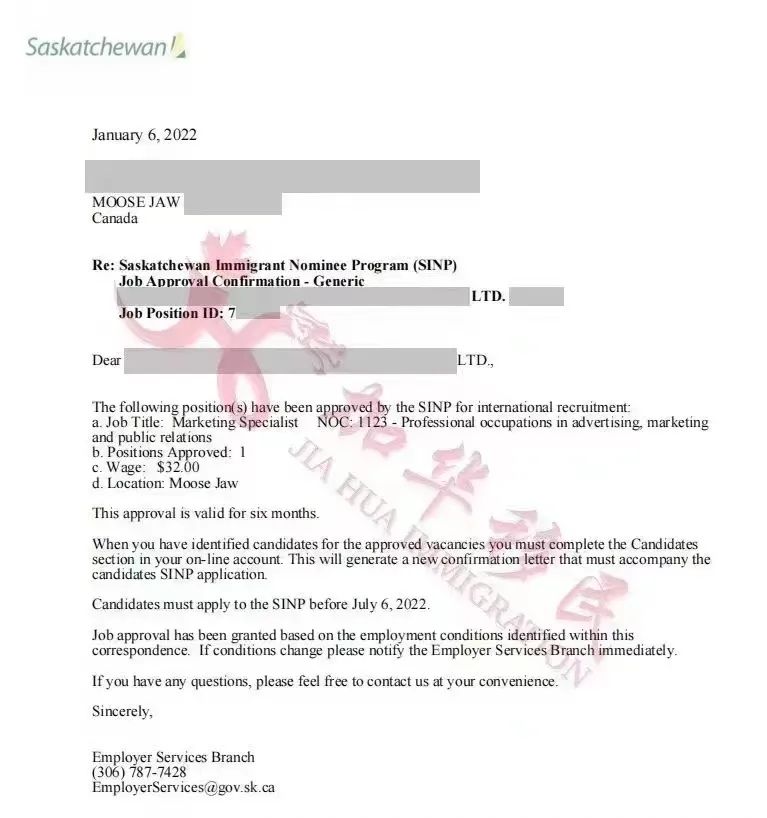 Saskatchewan
January 6, 2022
MOOSE JAW
Canada
Re: Saskatchewan Immigrant Nominee Program (SINP)
Job Approval Confirmation - Generic
LTD.
Job Position ID: 7
Dear LTD.,
The following position(s) have been approved by the SINP for international recruitment:
a. Job Title: Marketing Specialist NOC: 1123 - Professional occupations in advertising, marketing
and public relations
b. Positions Approved: 1
c. Wage: $32.00
d. Location: Moose Jaw
This approval is valid for six months.
When you have identified candidates for the approved vacancies you must complete the Candidates
section in your on-line account. This will generate a new confirmation letter that must accompany the
candidates SINP application.
Candidates must apply to the SINP before July 6, 2022.
Job approval has been granted based on the employment conditions identified within this
correspondence. If conditions change please notify the Employer Services Branch immediately.
If you have any questions, please feel free to contact us at your convenience.
Sincerely,
Employer Services Branch
(306) 787-7428
EmployerServices@gov.sk.ca
加华移民
JIA HUA IMMIGRATION